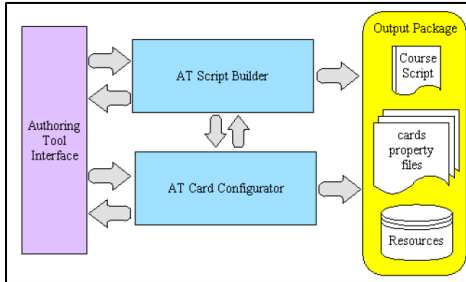 Authoring
Tool
Interface
AT Script Builder
AT Card Configurator
Output Package
Course
Script
cards
property
files
Resources